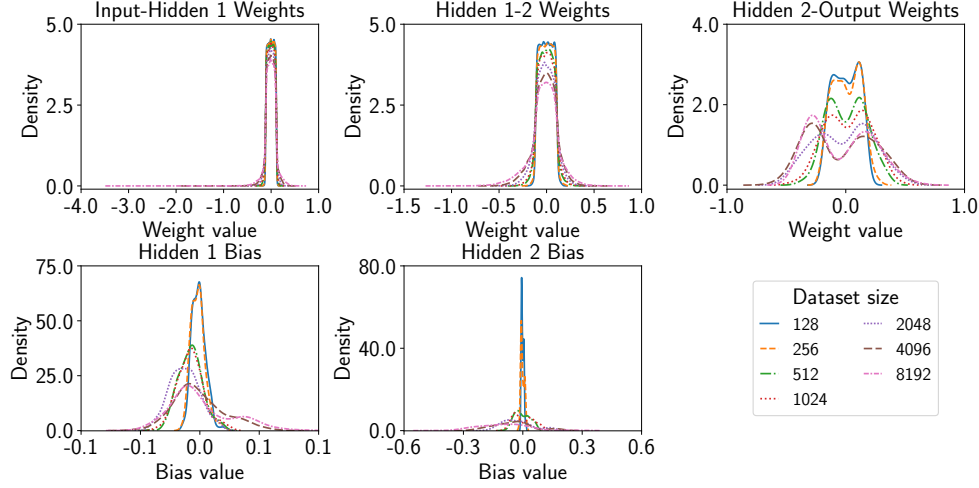 Input-Hidden 1 Weights
Hidden 1-2 Weights
Hidden 2-Output Weights
Density
5.0
2.5
0.0
-4.0 -3.0 -2.0 -1.0 0.0 1.0
Weight value
Density
5.0
2.5
0.0
-1.5 -1.0 -0.5 0.0 0.5 1.0
Weight value
Density
4.0
2.0
0.0
-1.0 0.0 1.0
Weight value
Hidden 1 Bias
Density
75.0
50.0
25.0
0.0
-0.1 -0.1 0.0 0.1 0.1
Bias value
Hidden 2 Bias
Density
80.0
40.0
0.0
-0.6 -0.3 0.0 0.3 0.6
Bias value
Dataset size
128
256
512
1024
2048
4096
8192